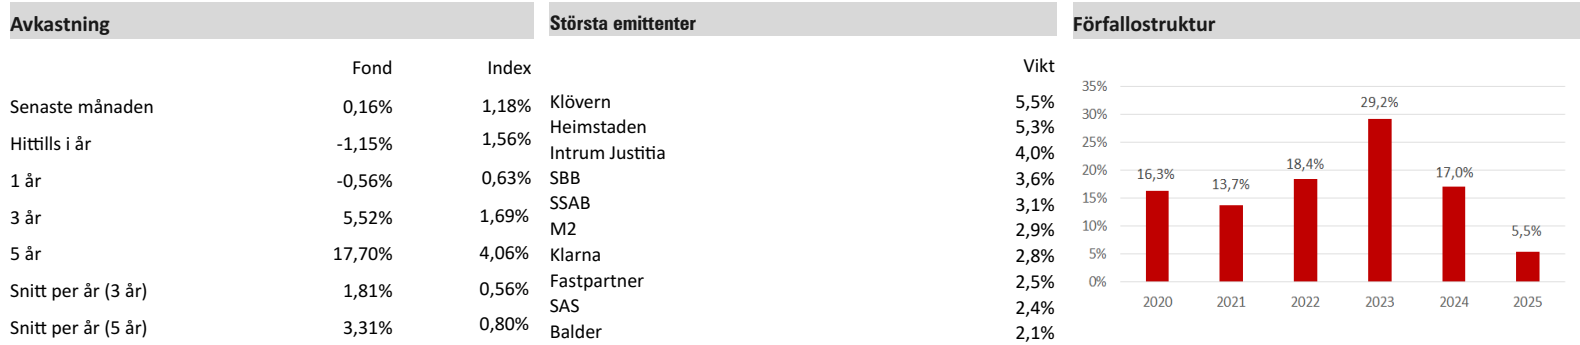 Avkastning
Fond Index
Senaste månaden 0,16% 1,18%
Hittills i år -1,15% 1,56%
1 år -0,56% 0,63%
3 år 5,52% 1,69%
5 år 17,70% 4,06%
Snitt per år (3 år) 1,81% 0,56%
Snitt per år (5 år) 3,31% 0,80%
Största emittenter
Vikt
Klövern 5,5%
Heimstaden 5,3%
Intrum Justitia 4,0%
SBB 3,6%
SSAB 3,1%
M2 2,9%
Klarna 2,8%
Fastpartner 2,5%
SAS 2,4%
Balder 2,1%
Förfallostruktur
35%
30%
25%
20%
15%
10%
5%
0%
16,3% 13,7% 18,4% 29,2% 17,0% 5,5%
2020 2021 2022 2023 2024 2025